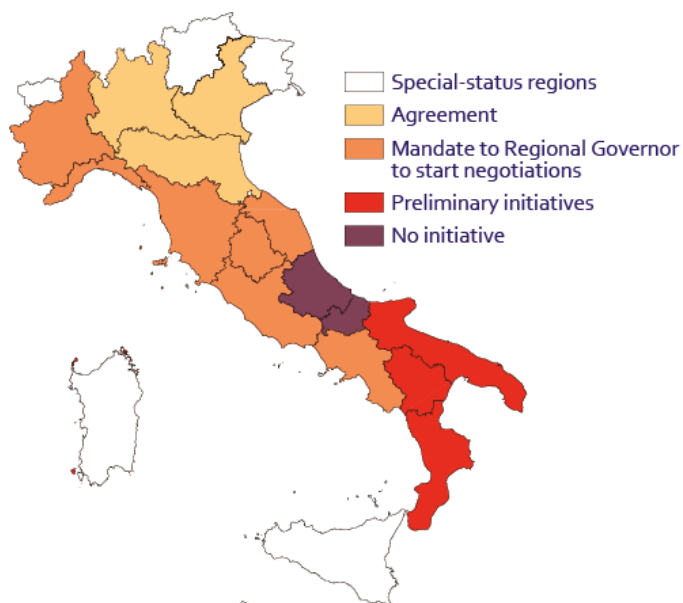 Special-status regions
Agreement
Mandate to Regional Governor
to start negotiations
Preliminary initiatives
No initiative